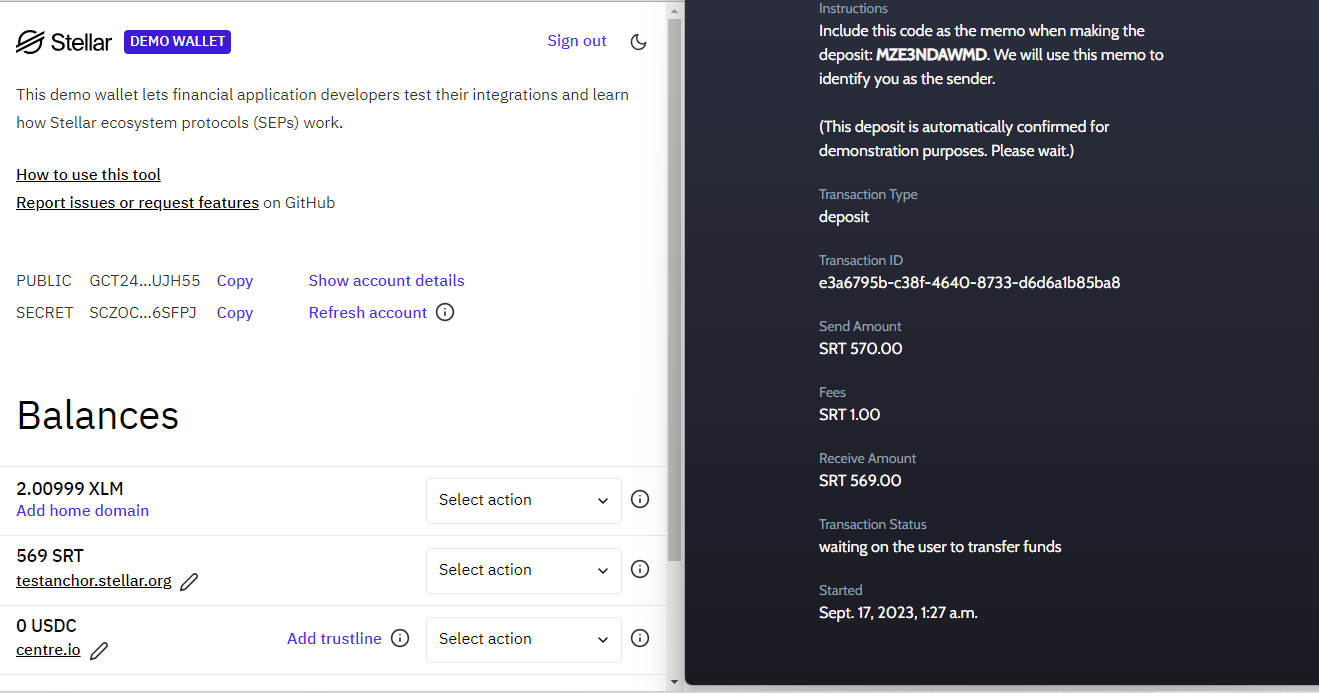 Stellar DEMO WALLET
Sign out
This demo wallet lets financial application developers test their integrations and learn
how Stellar ecosystem protocols (SEPs) work.
How to use this tool
Report issues or request features on GitHub
PUBLIC GCT24...UJH55 Copy Show account details
SECRET SCZOC...6SFPJ Copy Refresh account
Balances
2.00999 XLM
Add home domain
Select action
569 SRT
testanchor.stellar.org
Select action
0 USDC
centre.io
Add trustline
Select action
Instructions
Include this code as the memo when making the
deposit: MZE3NDAWMD. We will use this memo to
identify you as the sender.
(This deposit is automatically confirmed for
demonstration purposes. Please wait.)
Transaction Type
deposit
Transaction ID
e3a6795b-c38f-4640-8733-d6d6a1b85ba8
Send Amount
SRT 570.00
Fees
SRT 1.00
Receive Amount
SRT 569.00
Transaction Status
waiting on the user to transfer funds
Started
Sept. 17, 2023, 1:27 a.m.